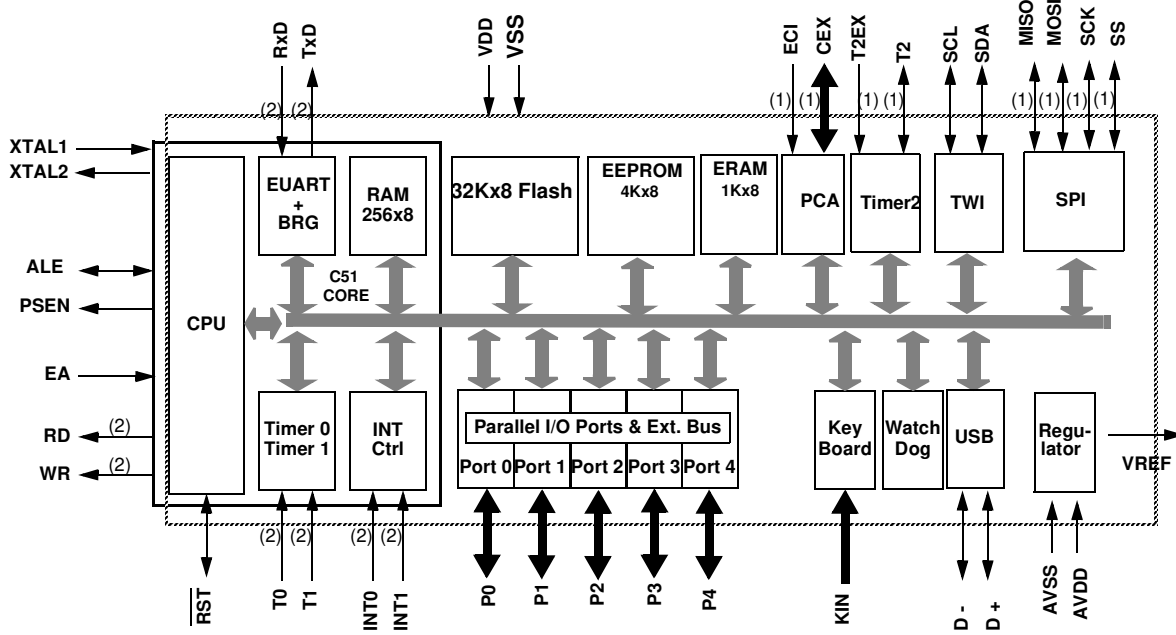 RxD
TxD
VDD
VSS
ECI
CEX
T2EX
T2
SCL
SDA
MISO
MOSI
SCK
SS
(2) (2)
(1) (1) (1) (1)
(1) (1) (1) (1)
XTAL1
XTAL2
ALE
PSEN
EA
RD
(2)
WR
(2)
CPU
EUART
+
BRG
RAM
256x8
C51
CORE
32Kx8 Flash
EEPROM
4Kx8
ERAM
1Kx8
PCA
Timer2
TWI
SPI
Timer 0
Timer 1
INT
Ctrl
Parallel I/O Ports & Ext. Bus
Port 0
Port 1
Port 2
Port 3
Port 4
Key
Board
Watch
Dog
USB
Regu-
lator
VREF
(2) (2) (2) (2)
RST
T0
T1
INT0
INT1
P0
P1
P2
P3
P4
KIN
D -
D +
AVSS
AVDD